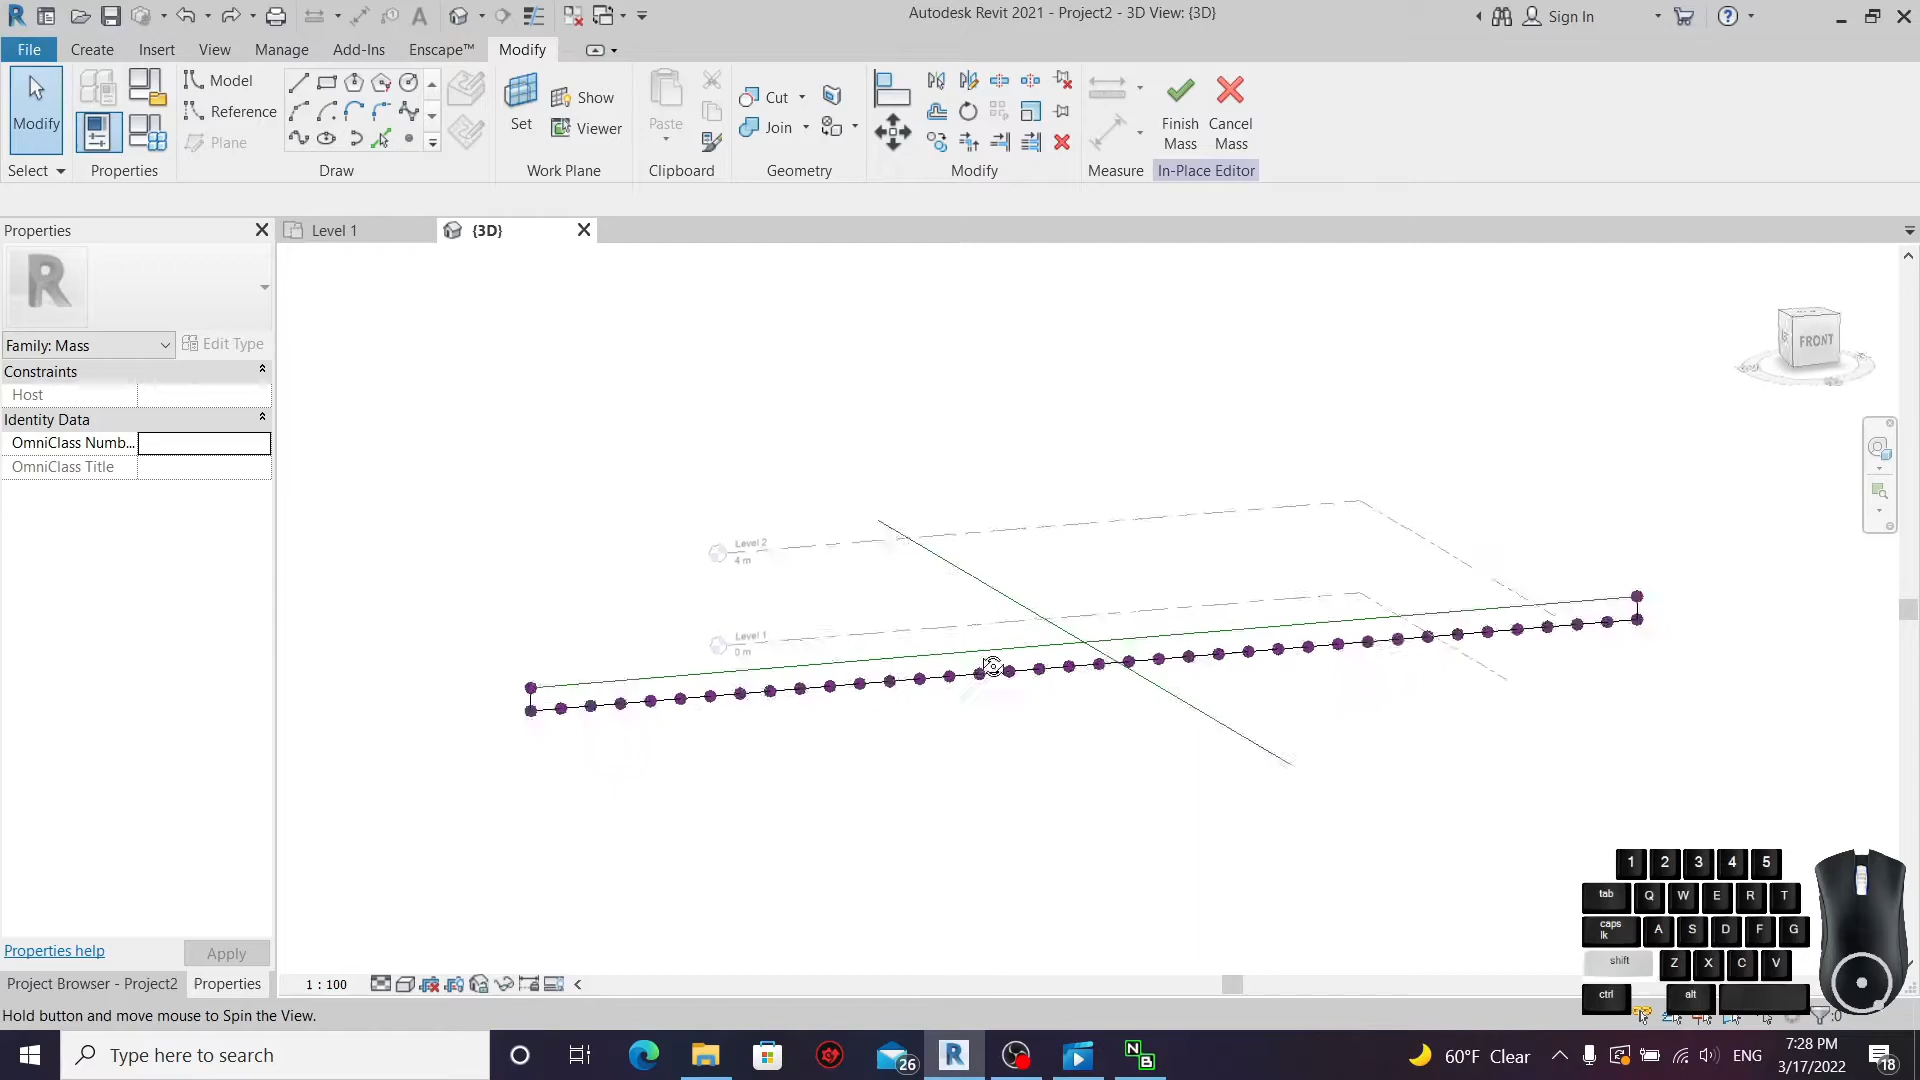 Autodesk Revit 2021 - Project2 - 3D View: {3D}
Sign In
File Create Insert View Manage Add-Ins Enscape™ Modify
Modify
Model
Reference
Plane
Set
Show
Viewer
Paste
Cut
Join
Finish Mass
Cancel Mass
Select Properties Draw Work Plane Clipboard Geometry Modify Measure In-Place Editor
Properties
Level 1
{3D}
R
Family: Mass
Edit Type
Constraints
Host
Identity Data
OmniClass Numb...
OmniClass Title
Level 2
4 m
Level 1
0 m
FRONT
1 2 3 4 5
tab Q W E R T
caps lk A S D F G
shift Z X C V
ctrl alt
Properties help
Apply
Project Browser - Project2
Properties
1 : 100
Hold button and move mouse to Spin the View.
:0
Type here to search
26
60°F Clear
ENG
7:28 PM
3/17/2022
18